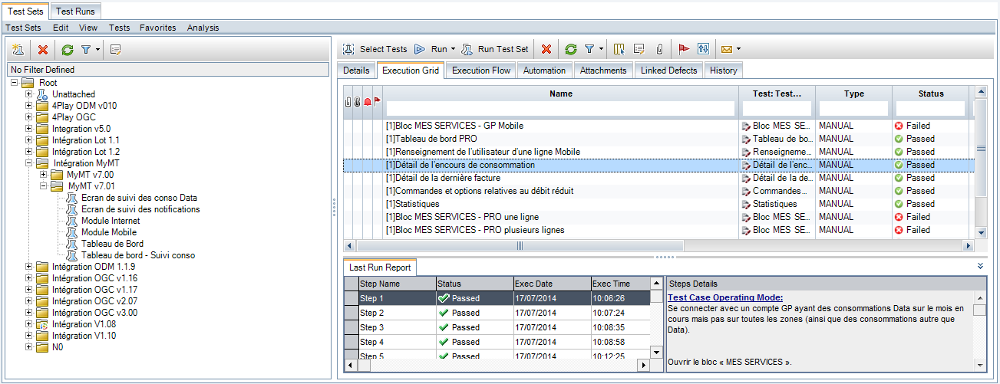 Test Sets Test Runs
Test Sets Edit View Tests Favorites Analysis
Select Tests Run Run Test Set
No Filter Defined
Root
Unattached
4Play ODM v010
4Play OGC
Intégration v5.0
Intégration Lot 1.1
Intégration Lot 1.2
Intégration MyMT
MyMT v7.00
MyMT v7.01
Ecran de suivi des conso Data
Ecran de suivi des notifications
Module Internet
Module Mobile
Tableau de Bord
Tableau de bord - Suivi conso
Intégration ODM 1.1.9
Intégration OGC v1.16
Intégration OGC v1.17
Intégration OGC v2.07
Intégration OGC v3.00
Intégration V1.08
Intégration V1.10
N0
Details Execution Grid Execution Flow Automation Attachments Linked Defects History
Name Test: Test... Type Status
[1]Bloc MES SERVICES - GP Mobile Bloc MES SE... MANUAL Failed
[1]Tableau de bord PRO Tableau de bo... MANUAL Passed
[1]Renseignement de l'utilisateur d'une ligne Mobile Renseigneme... MANUAL Passed
[1]Détail de l'encours de consommation Détail de l'enc... MANUAL Passed
[1]Détail de la dernière facture Détail de la de... MANUAL Passed
[1]Commandes et options relatives au débit réduit Commandes ... MANUAL Passed
[1]Statistiques Statistiques MANUAL Passed
[1]Bloc MES SERVICES - PRO une ligne Bloc MES SE... MANUAL Failed
[1]Bloc MES SERVICES - PRO plusieurs lignes Bloc MES SE... MANUAL Failed
Last Run Report
Step Name Status Exec Date Exec Time
Step 1 Passed 17/07/2014 10:06:26
Step 2 Passed 17/07/2014 10:07:24
Step 3 Passed 17/07/2014 10:08:35
Step 4 Passed 17/07/2014 10:08:58
Step 5 Passed 17/07/2014 10:12:25
Steps Details
Test Case Operating Mode:
Se connecter avec un compte GP ayant des consommations Data sur le mois en
cours mais pas sur toutes les zones (ainsi que des consommations autre que
Data).
Ouvrir le bloc « MES SERVICES ».